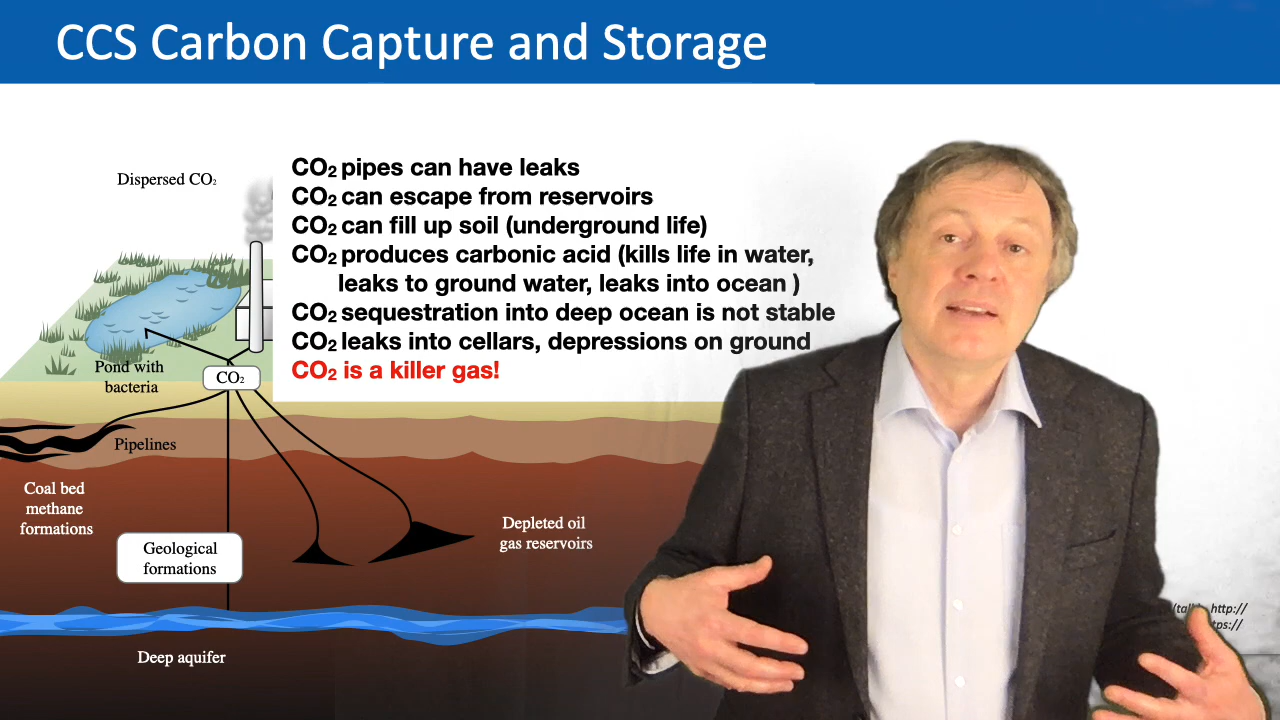 CCS Carbon Capture and Storage
Dispersed CO₂
CO₂ pipes can have leaks
CO₂ can escape from reservoirs
CO₂ can fill up soil (underground life)
CO₂ produces carbonic acid (kills life in water,
leaks to ground water, leaks into ocean )
CO₂ sequestration into deep ocean is not stable
CO₂ leaks into cellars, depressions on ground
CO₂ is a killer gas!
Pond with
bacteria
CO₂
Pipelines
Coal bed
methane
formations
Geological
formations
Depleted oil
gas reservoirs
Deep aquifer
http://